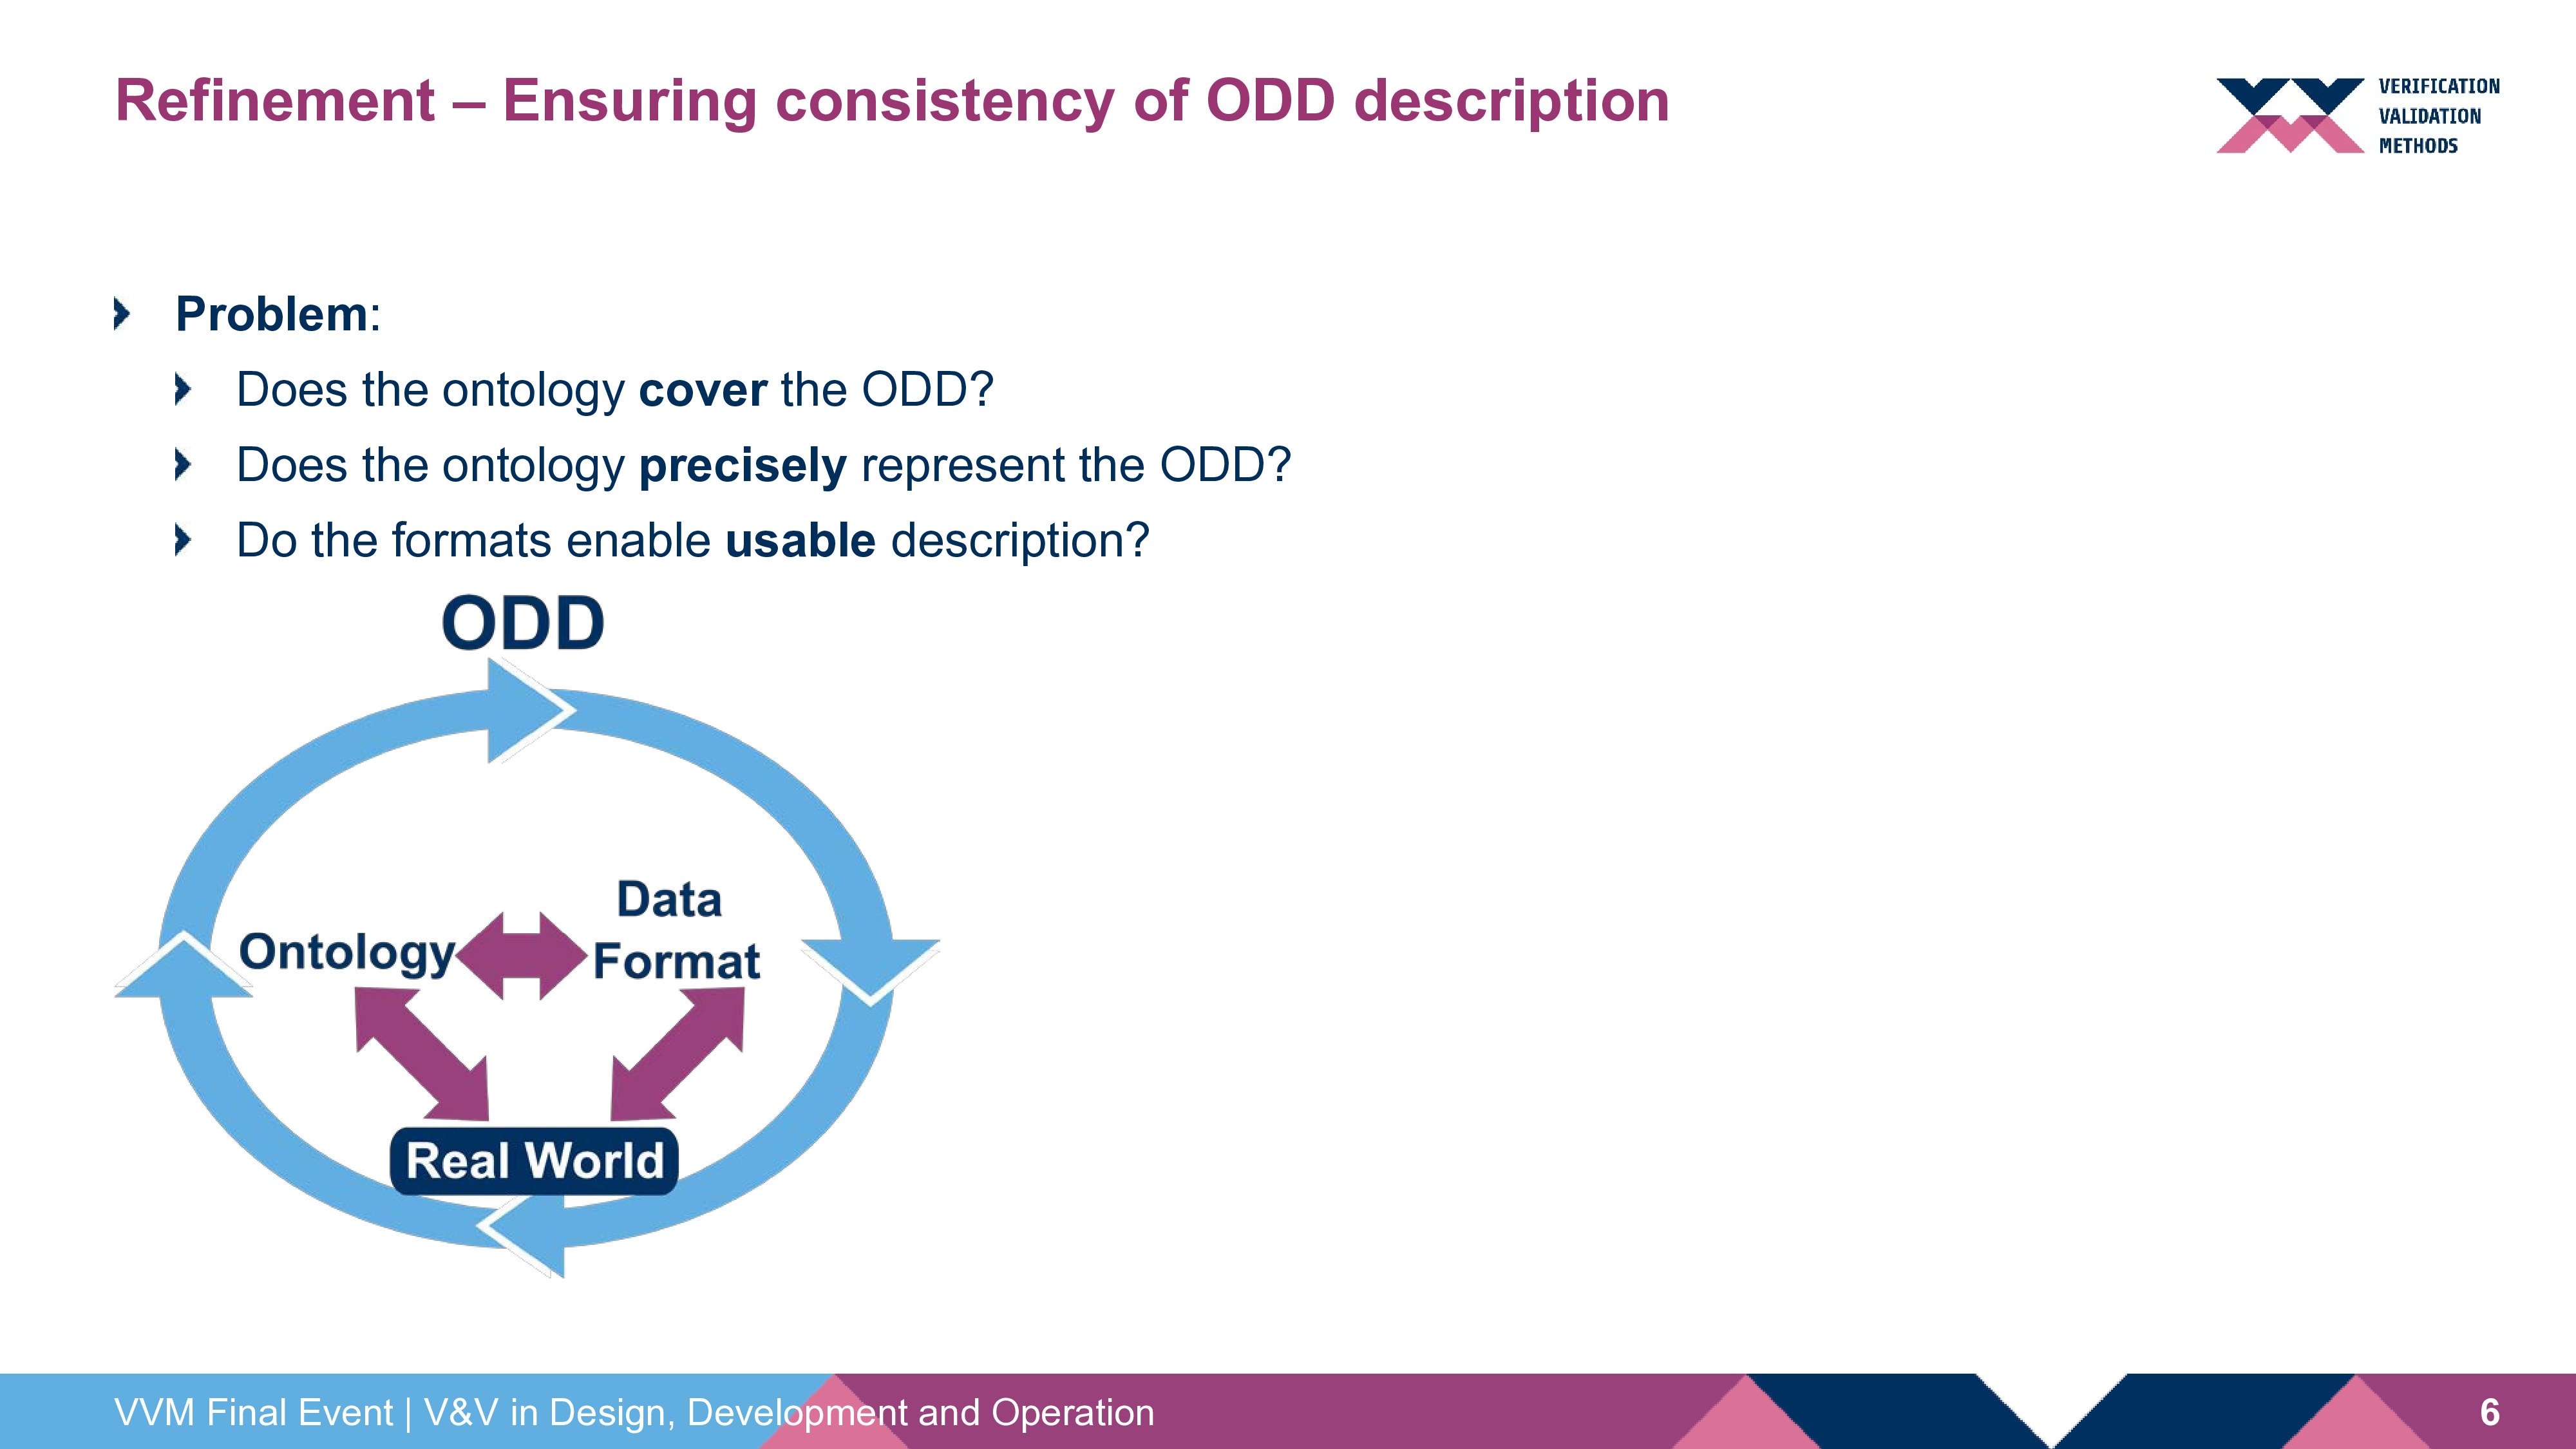 Refinement – Ensuring consistency of ODD description
VERIFICATION
VALIDATION
METHODS
Problem:
Does the ontology cover the ODD?
Does the ontology precisely represent the ODD?
Do the formats enable usable description?
ODD
Ontology
Data
Format
Real World
VVM Final Event | V&V in Design, Development and Operation
6